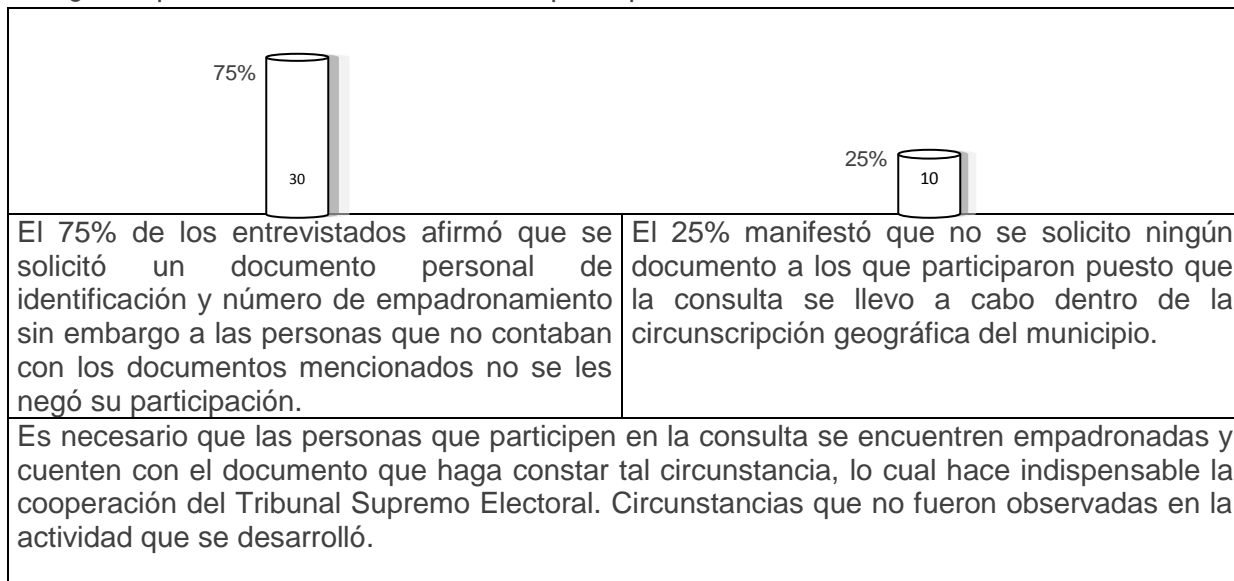 75%
30
25%
10
El 75% de los entrevistados afirmó que se
solicitó un documento personal de
identificación y número de empadronamiento
sin embargo a las personas que no contaban
con los documentos mencionados no se les
negó su participación.
El 25% manifestó que no se solicito ningún
documento a los que participaron puesto que
la consulta se llevo a cabo dentro de la
circunscripción geográfica del municipio.
Es necesario que las personas que participen en la consulta se encuentren empadronadas y
cuenten con el documento que haga constar tal circunstancia, lo cual hace indispensable la
cooperación del Tribunal Supremo Electoral. Circunstancias que no fueron observadas en la
actividad que se desarrolló.